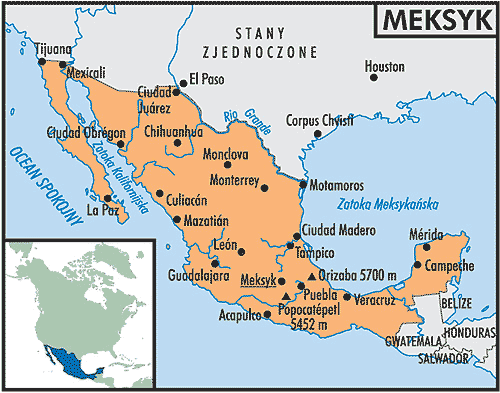 MEKSYK
STANY
ZJEDNOCZONE
Tijuana
Mexicali
El Paso
Houston
Ciudad
Juárez
Rio Grande
Corpus Christi
Ciudad Obrégon
Chihuanhua
Zatoka Kalifornijska
OCEAN SPOKOJNY
Monclova
Monterrey
Motamoros
La Paz
Culiacán
Zatoka Meksykańska
Mazatián
Ciudad Madero
Tampico
León
Mérida
Guadalajara
Meksyk
Orizaba 5700 m
Campethe
Puebla
Veracruz
BELIZE
Acapulco
Popocatépetl
5452 m
GWATEMALA
HONDURAS
SALWADOR